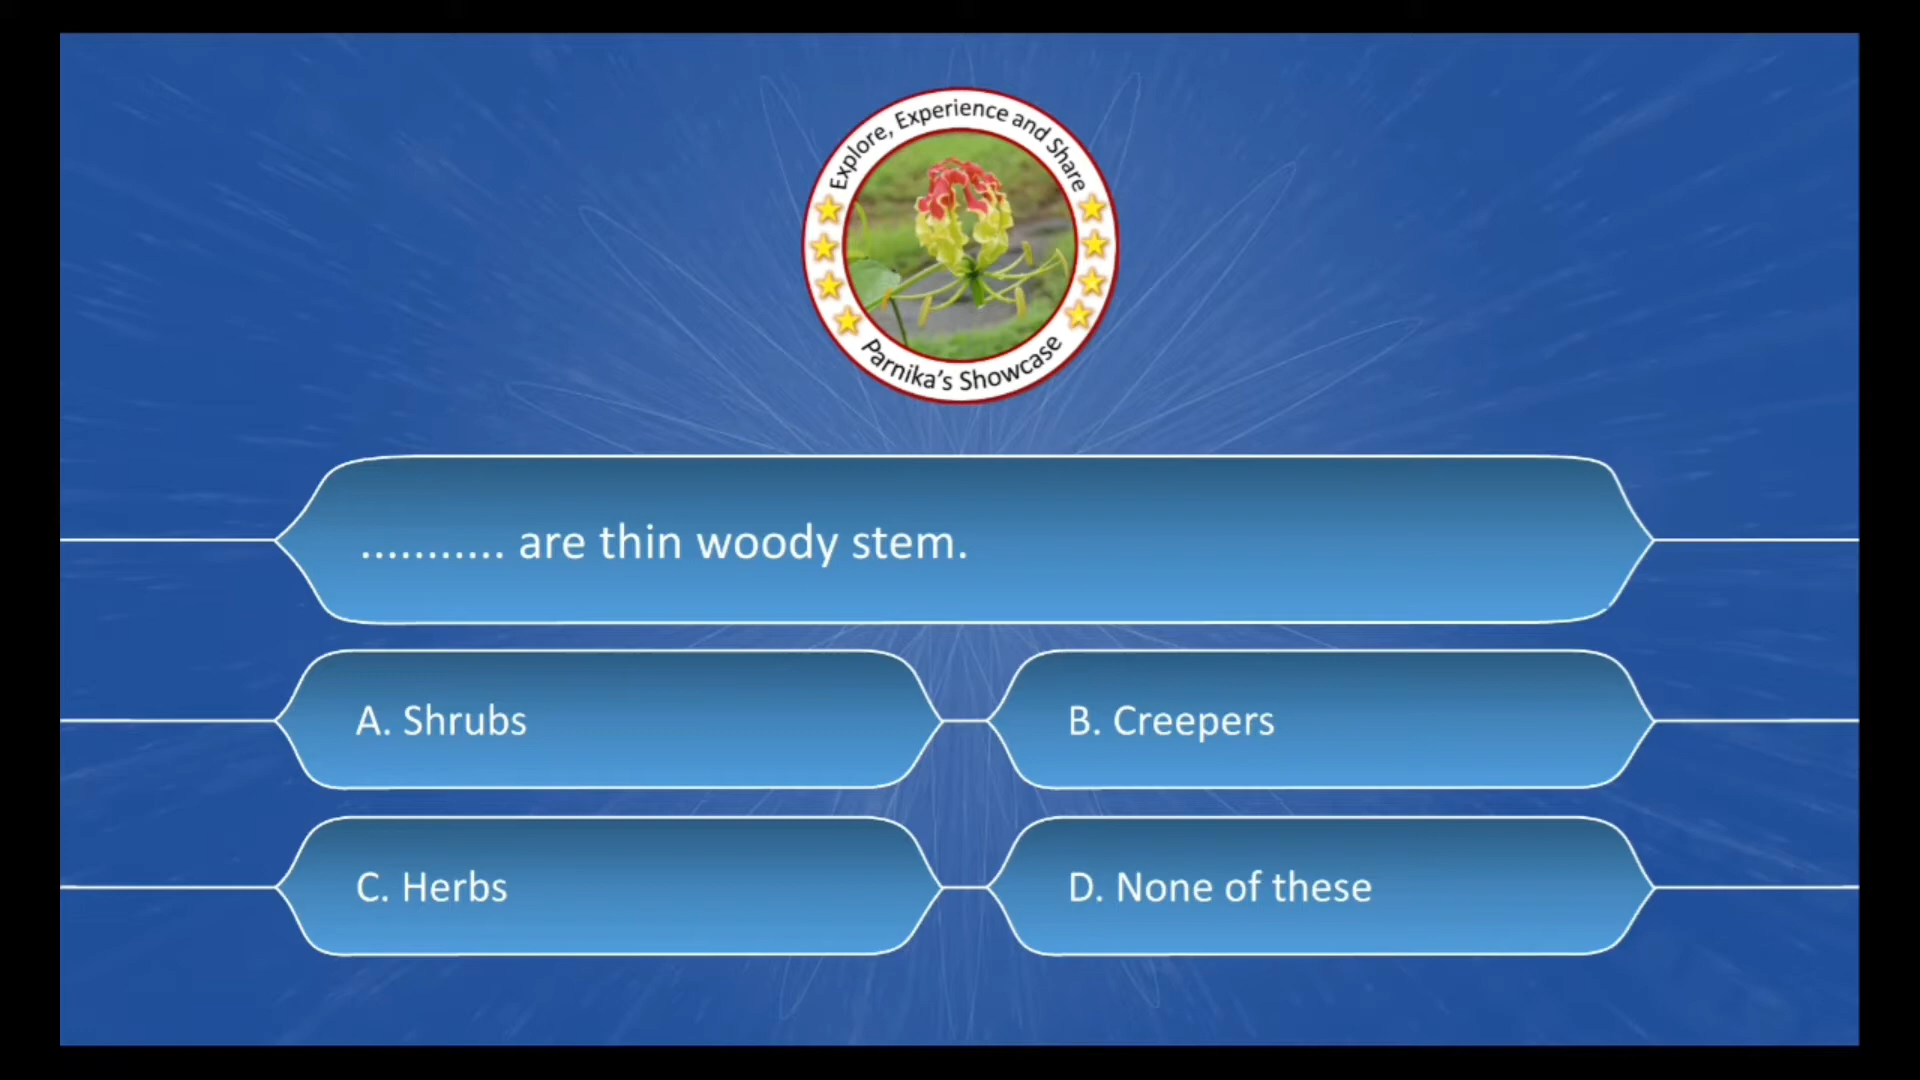 Explore, Experience and Share
Parnika's Showcase
........... are thin woody stem.
A. Shrubs
B. Creepers
C. Herbs
D. None of these